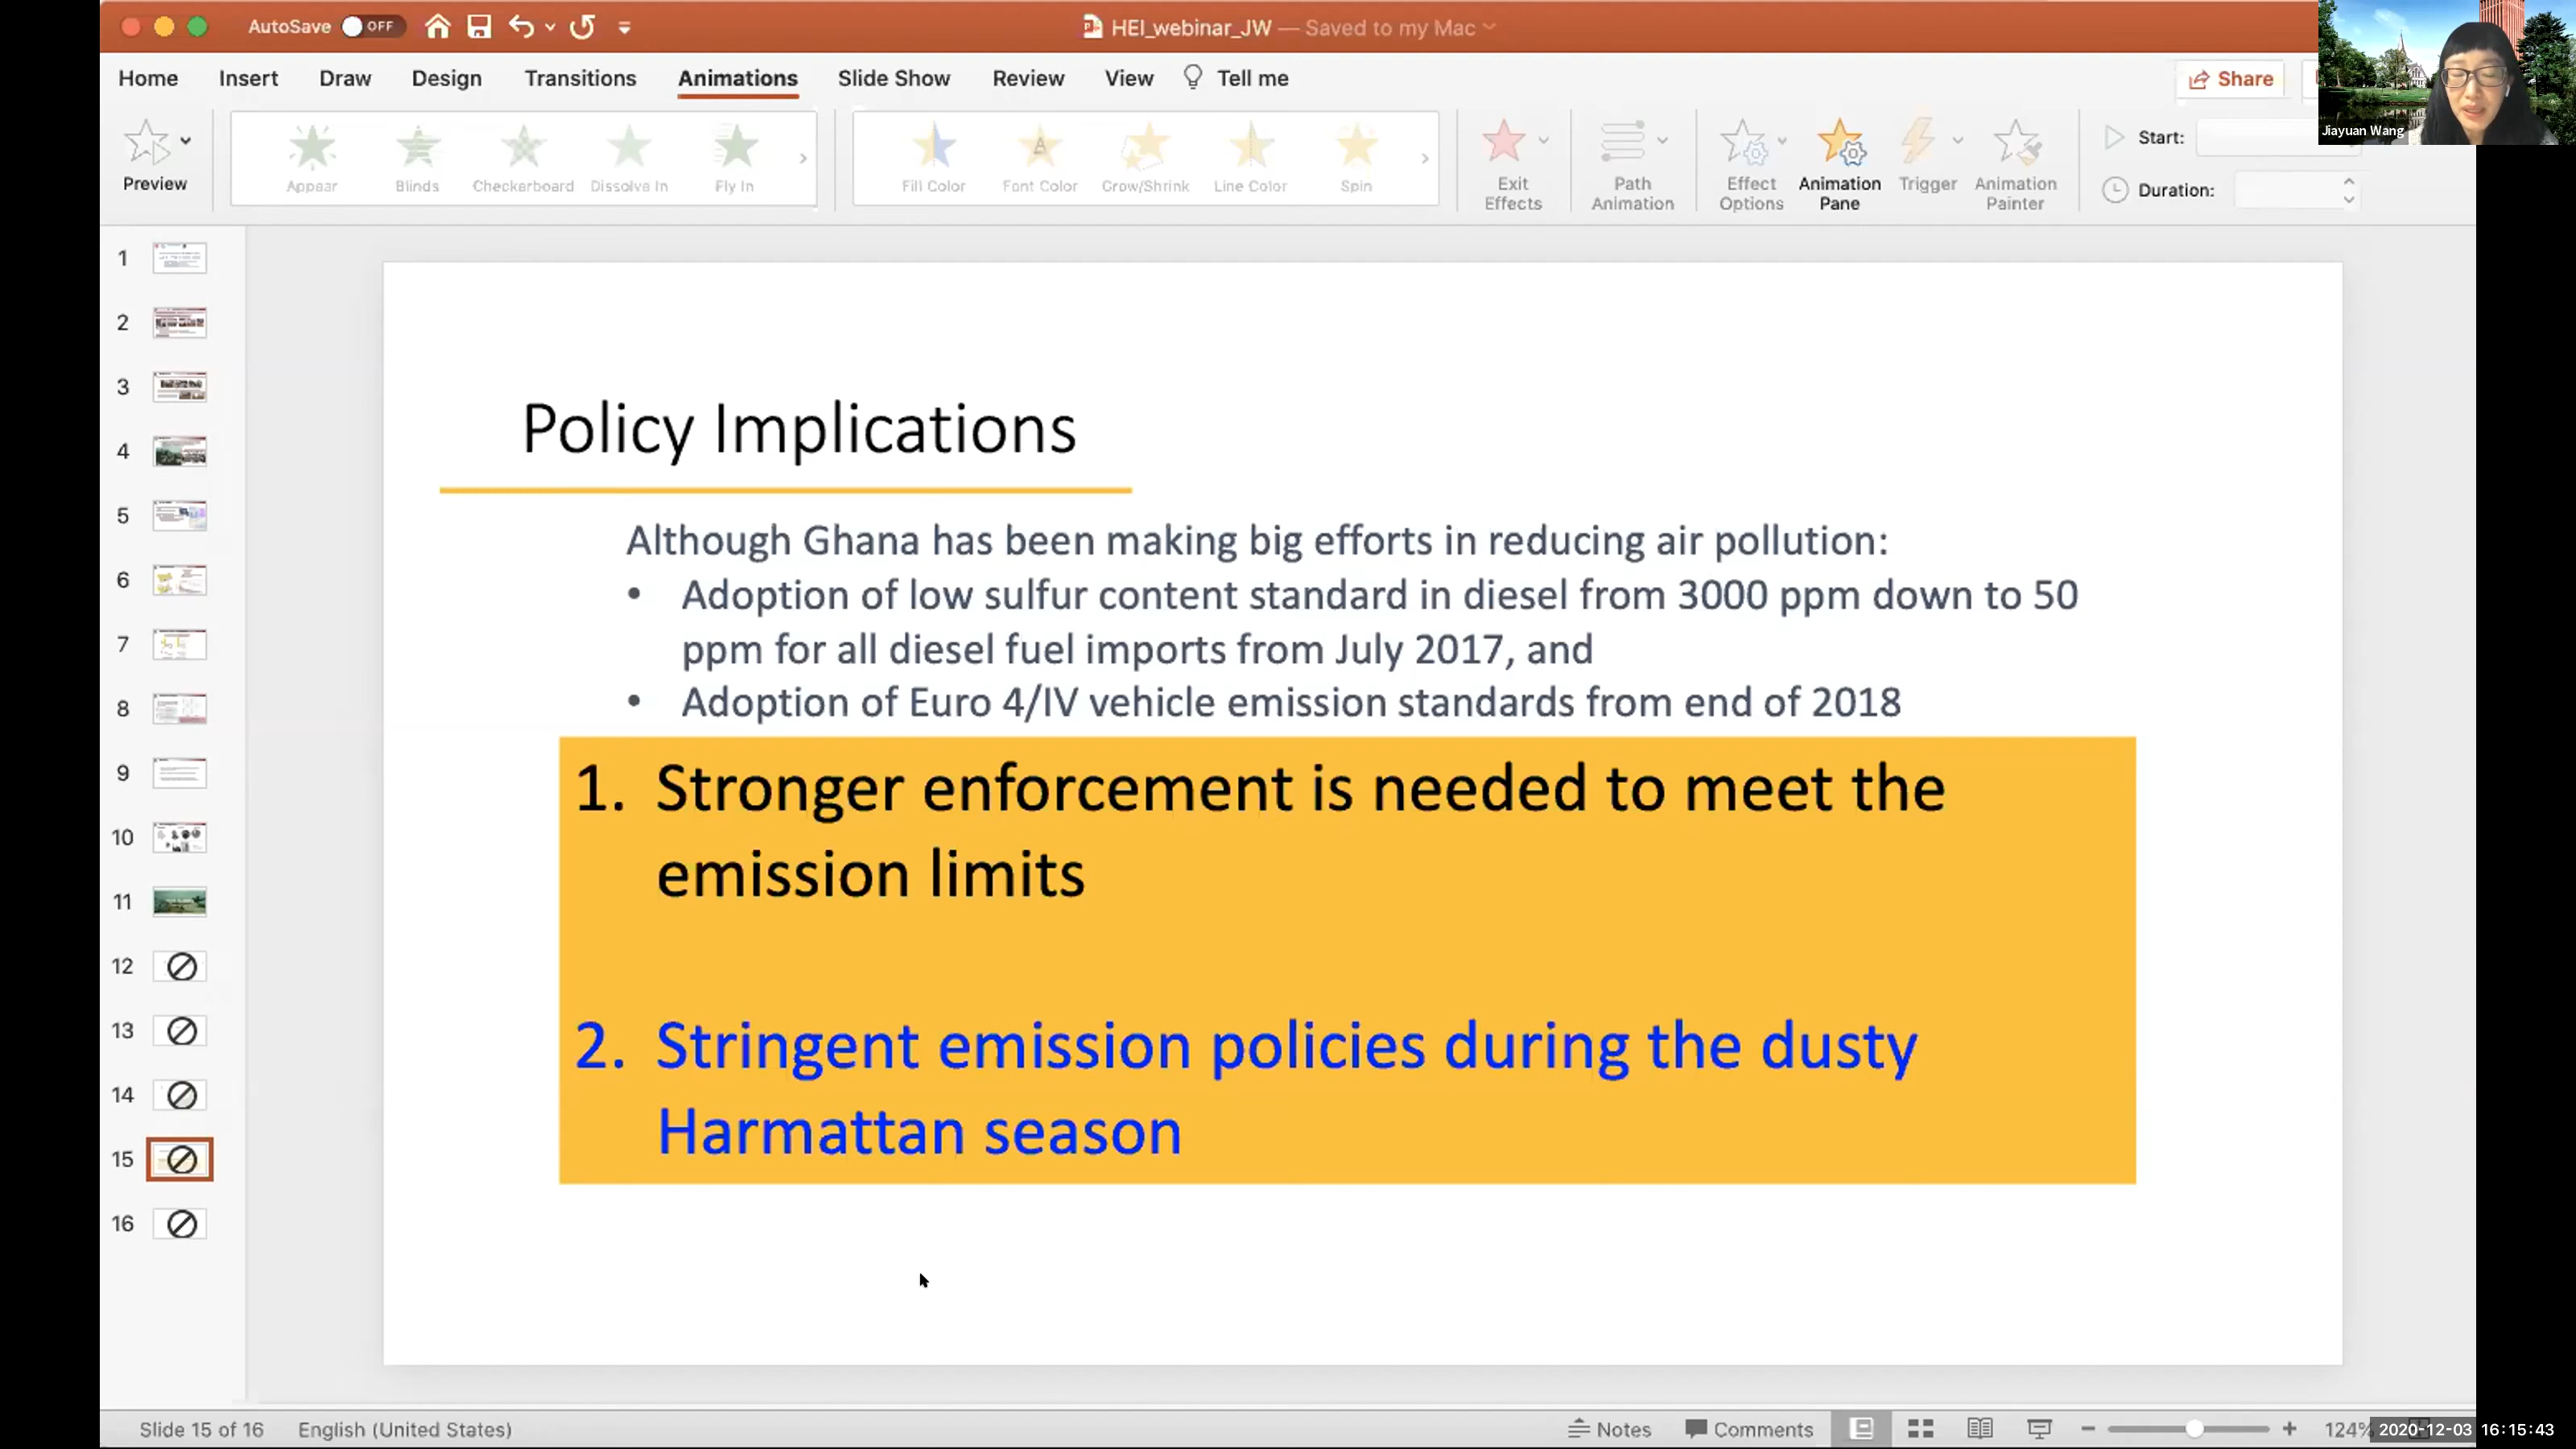 AutoSave OFF
HEI_webinar_JW — Saved to my Mac
Home Insert Draw Design Transitions Animations Slide Show Review View Tell me
Share
Jiayuan Wang
Preview
Appear Blinds Checkerboard Dissolve In Fly In
Fill Color Font Color Grow/Shrink Line Color Spin
Exit Effects
Path Animation
Effect Options
Animation Pane
Trigger
Animation Painter
Start:
Duration:
1
2
3
4
5
6
7
8
9
10
11
12
13
14
15
16
Policy Implications
Although Ghana has been making big efforts in reducing air pollution:
• Adoption of low sulfur content standard in diesel from 3000 ppm down to 50
ppm for all diesel fuel imports from July 2017, and
• Adoption of Euro 4/IV vehicle emission standards from end of 2018
1. Stronger enforcement is needed to meet the
emission limits
2. Stringent emission policies during the dusty
Harmattan season
Slide 15 of 16 English (United States)
Notes Comments 124%
2020-12-03 16:15:43